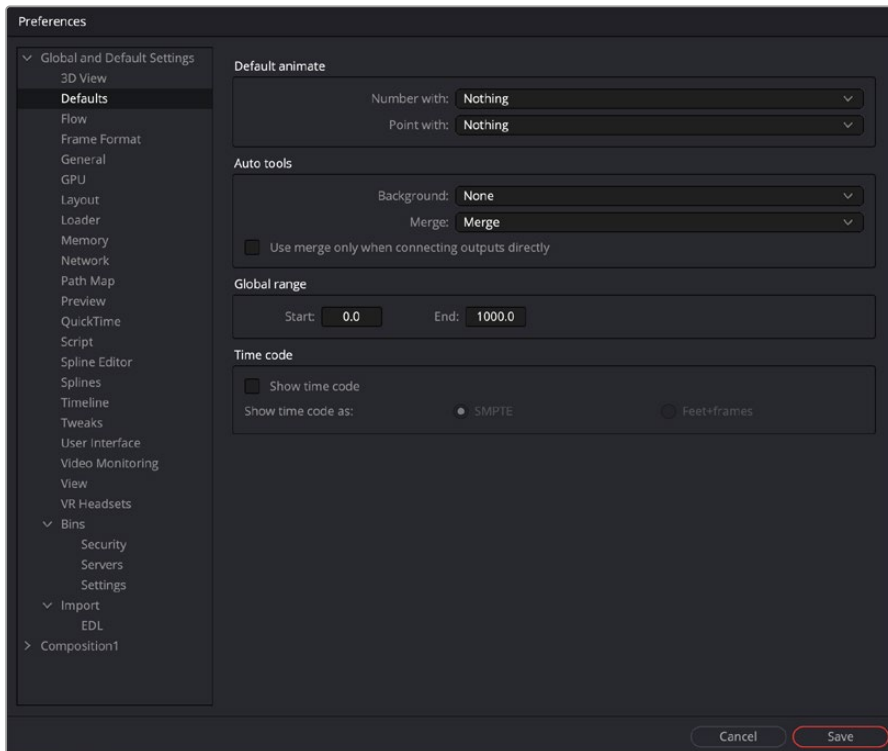 Preferences
Global and Default Settings
3D View
Defaults
Flow
Frame Format
General
GPU
Layout
Loader
Memory
Network
Path Map
Preview
QuickTime
Script
Spline Editor
Splines
Timeline
Tweaks
User Interface
Video Monitoring
View
VR Headsets
Bins
Security
Servers
Settings
Import
EDL
Composition1
Default animate
Number with: Nothing
Point with: Nothing
Auto tools
Background: None
Merge: Merge
Use merge only when connecting outputs directly
Global range
Start: 0.0 End: 1000.0
Time code
Show time code
Show time code as: SMPTE Feet+frames
Cancel Save